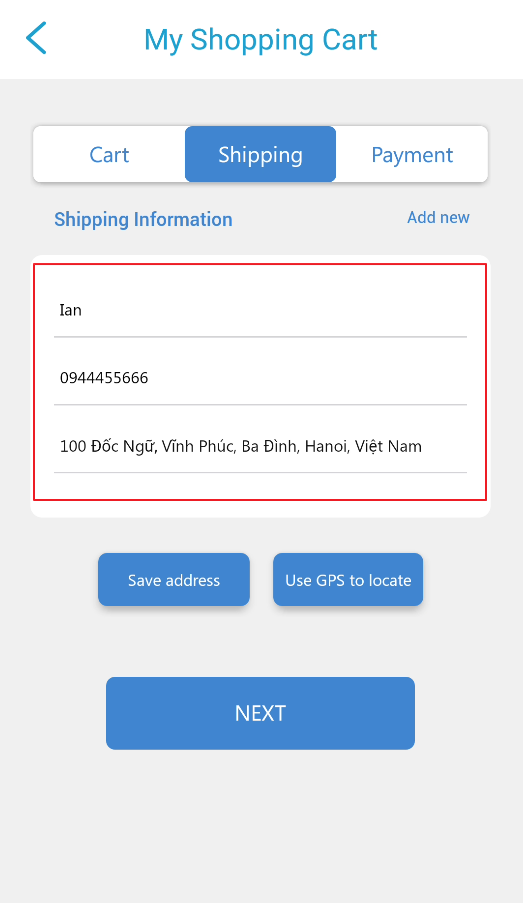 My Shopping Cart
Cart
Shipping
Payment
Shipping Information
Add new
Ian
0944455666
100 Đốc Ngữ, Vĩnh Phúc, Ba Đình, Hanoi, Việt Nam
Save address
Use GPS to locate
NEXT